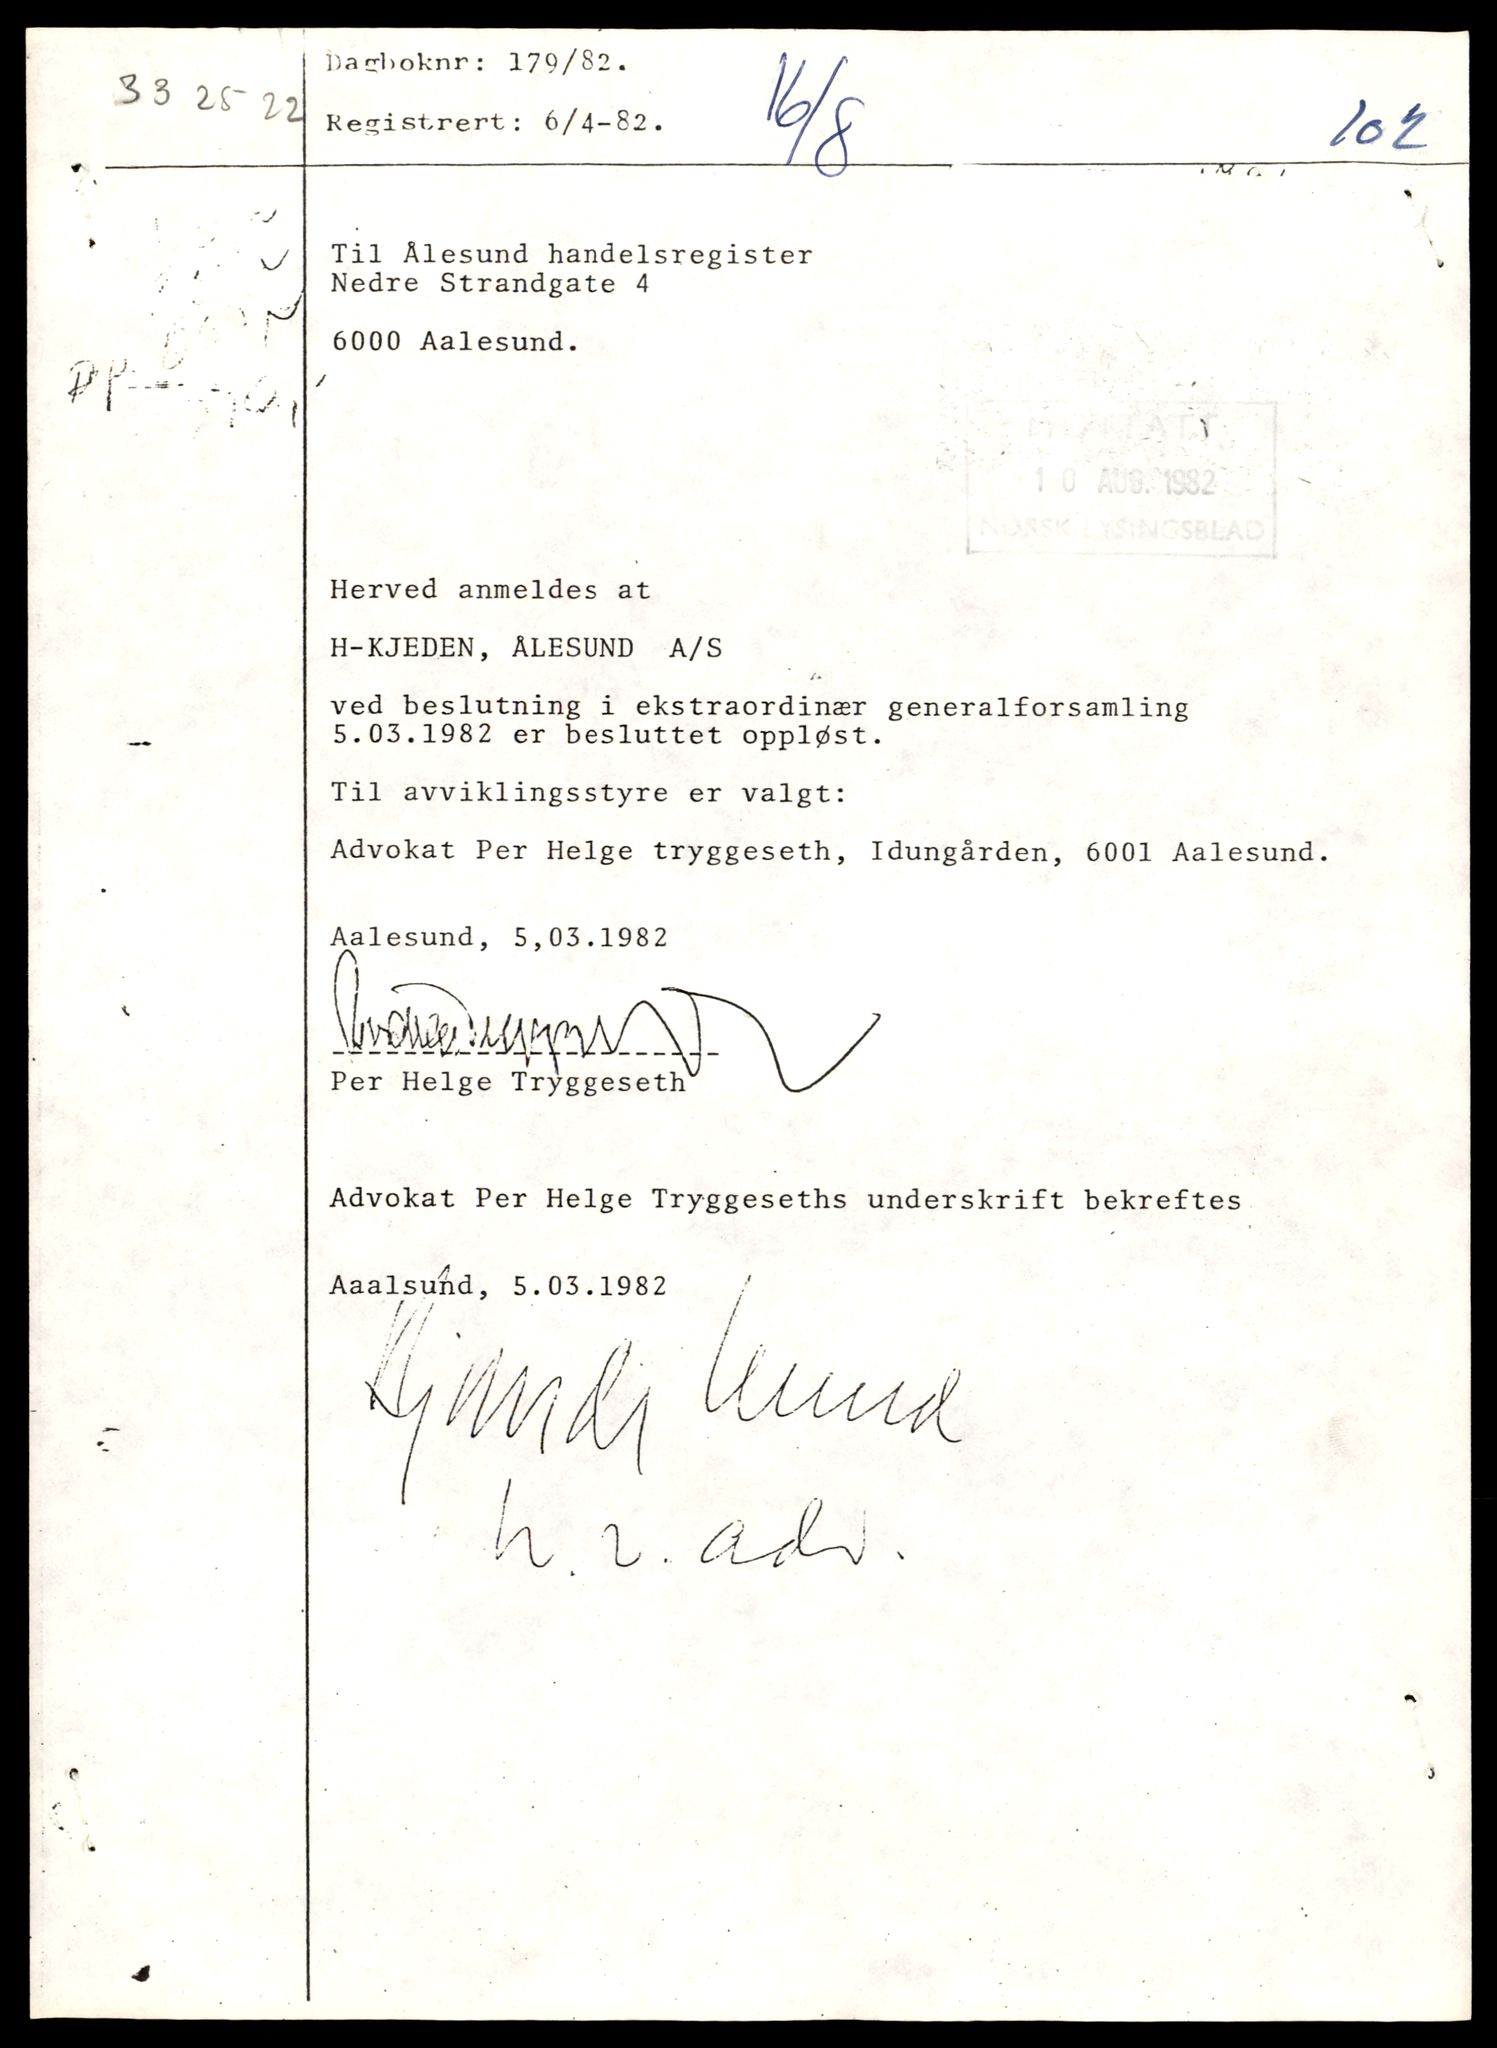 33 25 22
Dagboknr: 179/82.
Registrert: 6/4-82.
16/8
102
Til Ålesund handelsregister
Nedre Strandgate 4
6000 Aalesund.
MOTTATT
10 AUG. 1982
NORSK LYSINGSBLAD
Herved anmeldes at
H-KJEDEN, ÅLESUND A/S
ved beslutning i ekstraordinær generalforsamling
5.03.1982 er besluttet oppløst.
Til avviklingsstyre er valgt:
Advokat Per Helge tryggeseth, Idungården, 6001 Aalesund.
Aalesund, 5,03.1982
Per Helge Tryggeseth
Advokat Per Helge Tryggeseths underskrift bekreftes
Aaalsund, 5.03.1982
h.r. adv.